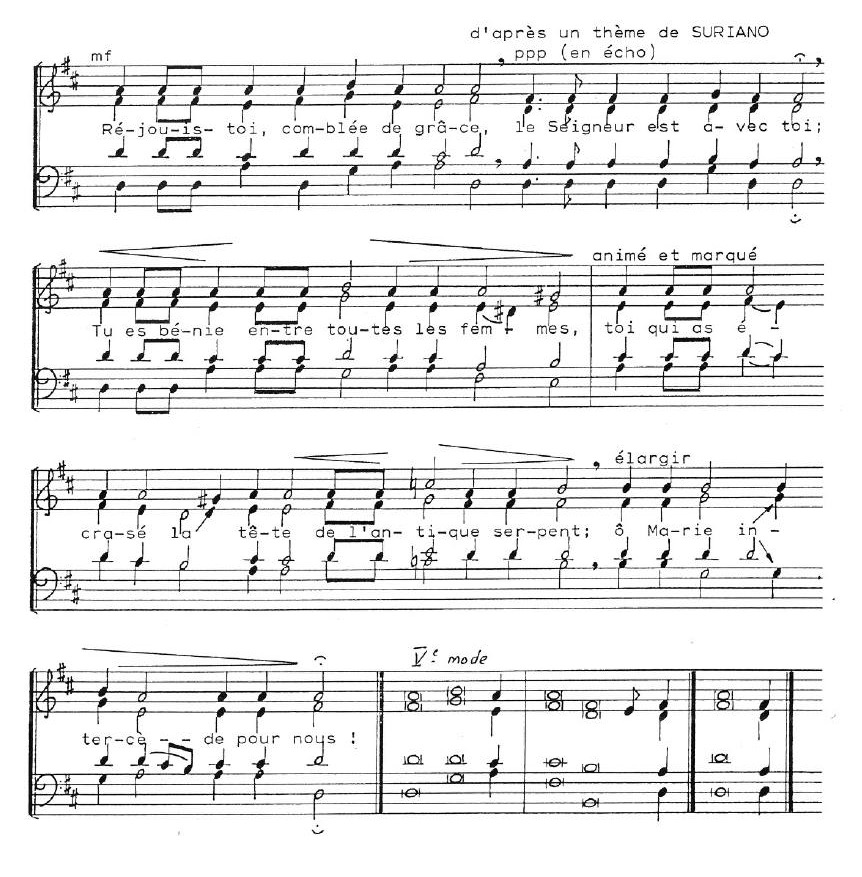 d'après un thème de SURIANO
mf
ppp (en écho)
Ré-jou-is- toi, com-blée de grâ-ce, le Seigneur est a-vec toi;
animé et marqué
Tu es bé-nie en-tre tou-tes les fem - mes, toi qui as é -
élargir
cra-sé la tê-te de l'an-ti-que ser-pent; ô Ma-rie in -
Ve mode
ter-cè - - de pour nous !